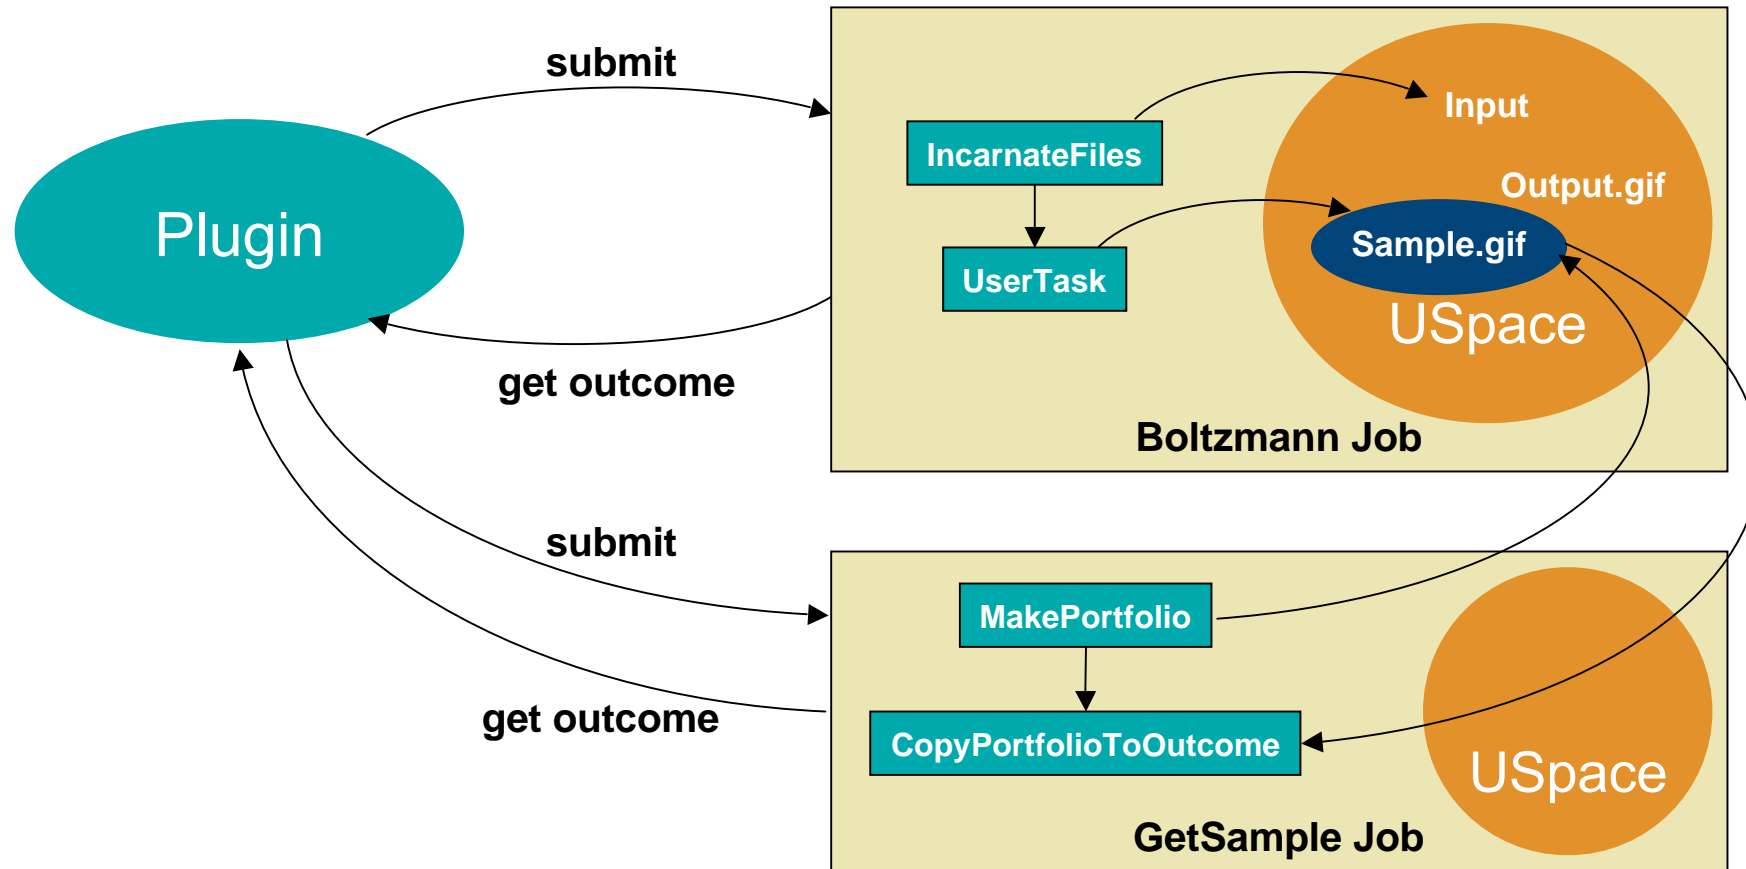 submit
Plugin
get outcome
IncarnateFiles
UserTask
Input
Output.gif
Sample.gif
USpace
Boltzmann Job
submit
get outcome
MakePortfolio
CopyPortfolioToOutcome
USpace
GetSample Job